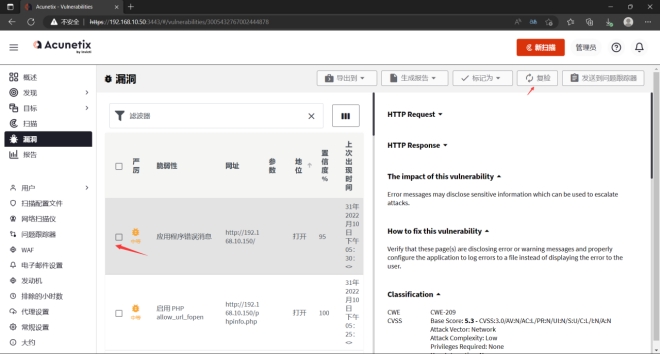 Acunetix - Vulnerabilities
不安全 | https://192.168.10.50:3443/#/vulnerabilities/3005432767002444878
Acunetix
by Invicti
新扫描
管理员
概述
发现
目标
扫描
漏洞
报告
用户
扫描配置文件
网络扫描仪
问题跟踪器
WAF
电子邮件设置
发动机
排除的小时数
代理设置
常规设置
大约
漏洞
导出到
生成报告
标记为
复检
发送到问题跟踪器
滤波器
严厉
脆弱性
网址
参数
地位
置信度 %
上次出现时间
中等
应用程序错误消息
http://192.168.10.150/
打开
95
31年2022月10日下午05:30:<>
中等
启用 PHP allow_url_fopen
http://192.168.10.150/phpinfo.php
打开
100
31年2022月10日下午05:25:<>
HTTP Request
HTTP Response
The impact of this vulnerability
Error messages may disclose sensitive information which can be used to escalate
attacks.
How to fix this vulnerability
Verify that these page(s) are disclosing error or warning messages and properly
configure the application to log errors to a file instead of displaying the error to the
user.
Classification
CWE CWE-209
CVSS Base Score: 5.3 - CVSS:3.0/AV:N/AC:L/PR:N/UI:N/S:U/C:L/I:N/A:N
Attack Vector: Network
Attack Complexity: Low
Privileges Required: None